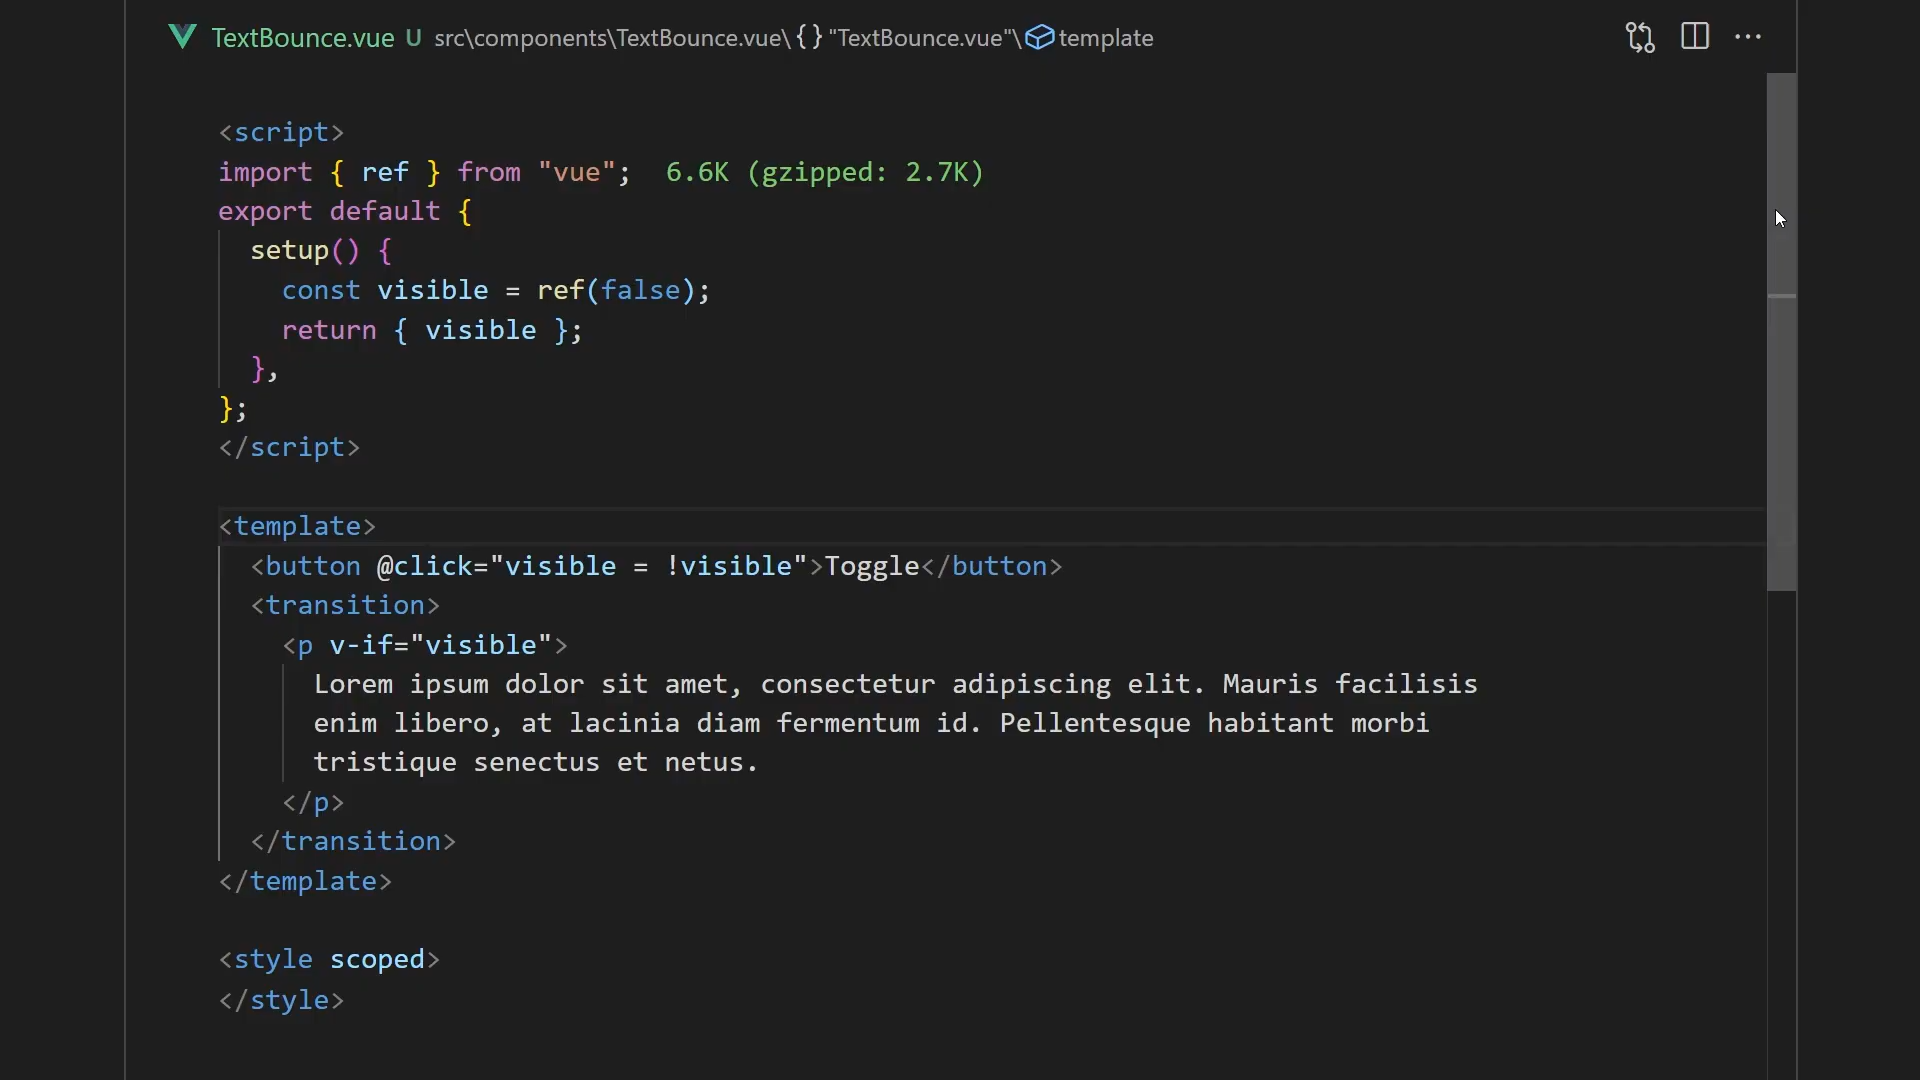 TextBounce.vue U src\components\TextBounce.vue\{}"TextBounce.vue"\template
<script>
import { ref } from "vue"; 6.6K (gzipped: 2.7K)
export default {
  setup() {
    const visible = ref(false);
    return { visible };
  },
};
</script>
<template>
  <button @click="visible = !visible">Toggle</button>
  <transition>
    <p v-if="visible">
      Lorem ipsum dolor sit amet, consectetur adipiscing elit. Mauris facilisis
      enim libero, at lacinia diam fermentum id. Pellentesque habitant morbi
      tristique senectus et netus.
    </p>
  </transition>
</template>
<style scoped>
</style>